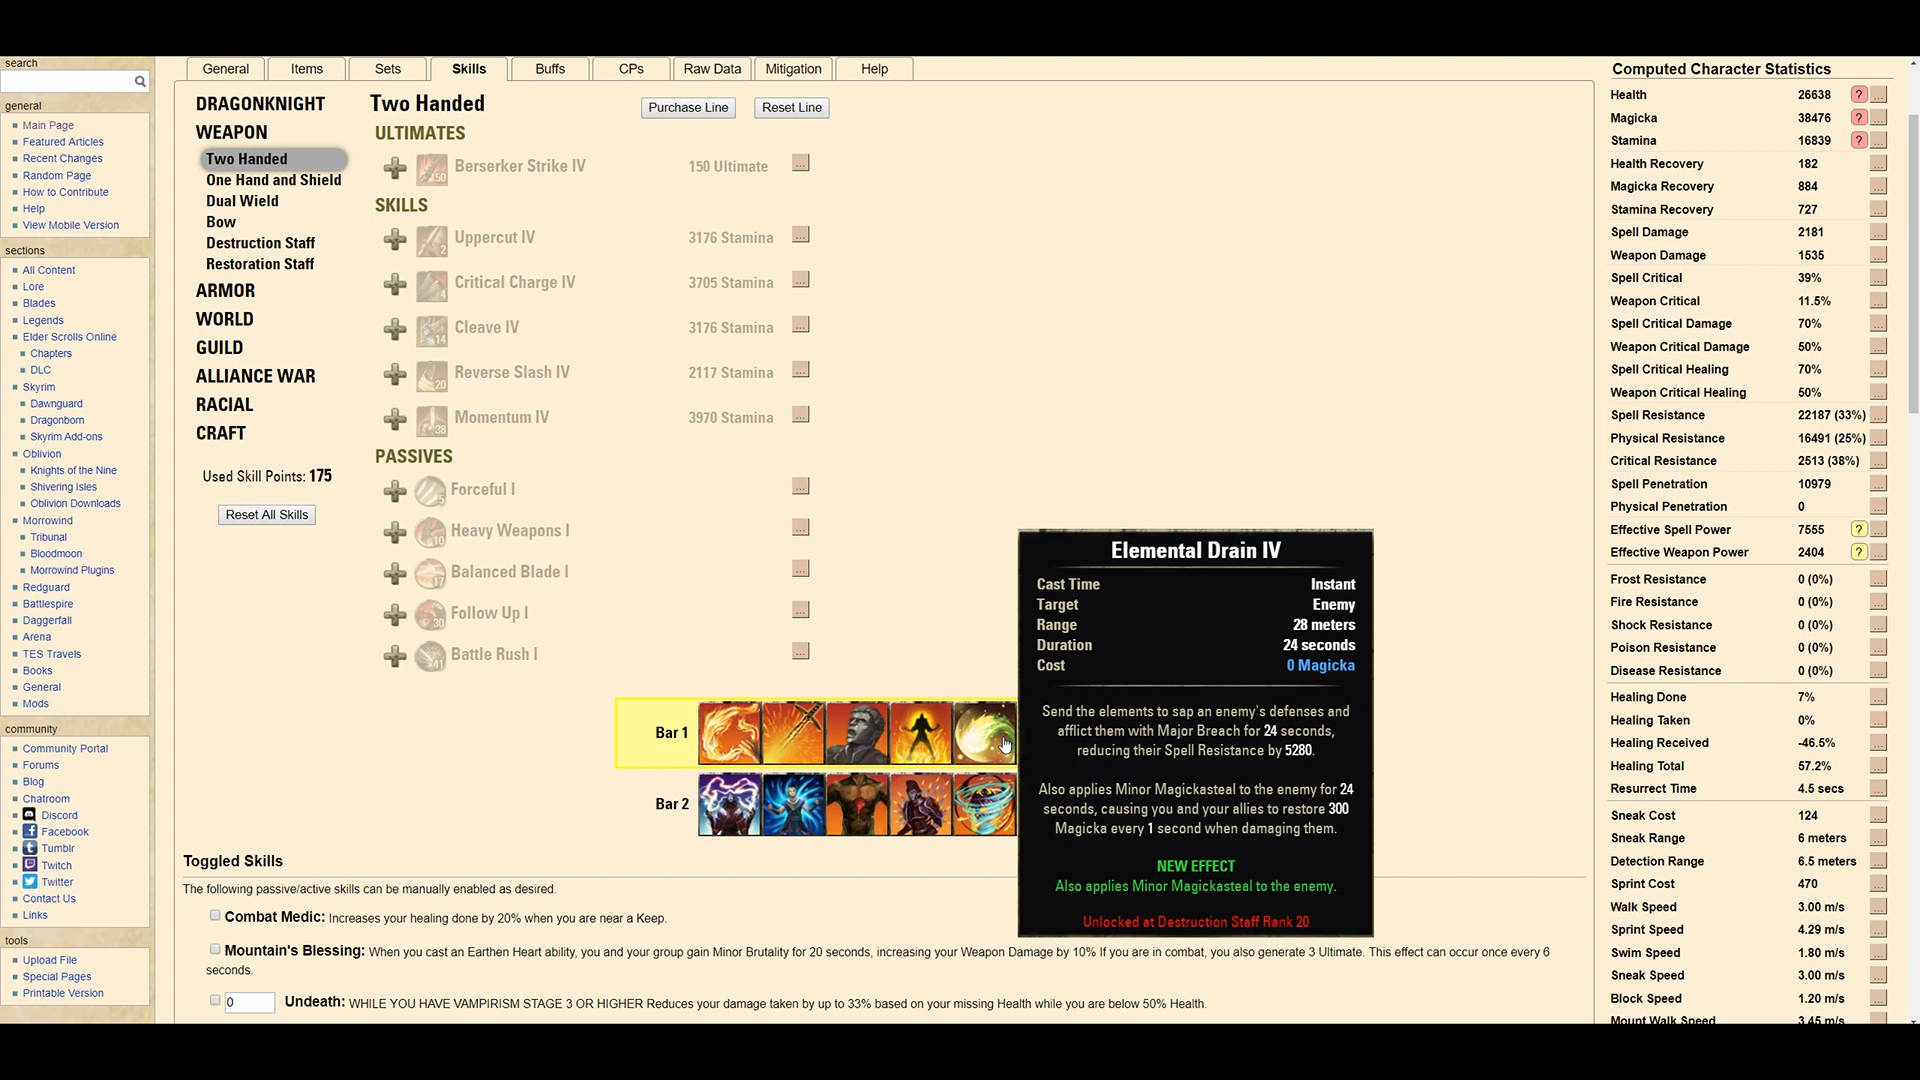 search
general
Main Page
Featured Articles
Recent Changes
Random Page
How to Contribute
Help
View Mobile Version
sections
All Content
Lore
Blades
Legends
Elder Scrolls Online
Chapters
DLC
Skyrim
Dawnguard
Dragonborn
Skyrim Add-ons
Oblivion
Knights of the Nine
Shivering Isles
Oblivion Downloads
Morrowind
Tribunal
Bloodmoon
Morrowind Plugins
Redguard
Battlespire
Daggerfall
Arena
TES Travels
Books
General
Mods
community
Community Portal
Forums
Blog
Chatroom
Discord
Facebook
Tumblr
Twitch
Twitter
Contact Us
Links
tools
Upload File
Special Pages
Printable Version
General Items Sets Skills Buffs CPs Raw Data Mitigation Help
DRAGONKNIGHT
WEAPON
Two Handed
One Hand and Shield
Dual Wield
Bow
Destruction Staff
Restoration Staff
ARMOR
WORLD
GUILD
ALLIANCE WAR
RACIAL
CRAFT
Used Skill Points: 175
Reset All Skills
Two Handed Purchase Line Reset Line
ULTIMATES
50 Berserker Strike IV 150 Ultimate ...
SKILLS
2 Uppercut IV 3176 Stamina ...
4 Critical Charge IV 3705 Stamina ...
14 Cleave IV 3176 Stamina ...
20 Reverse Slash IV 2117 Stamina ...
38 Momentum IV 3970 Stamina ...
PASSIVES
5 Forceful I ...
10 Heavy Weapons I ...
17 Balanced Blade I ...
30 Follow Up I ...
41 Battle Rush I ...
Bar 1
Bar 2
Elemental Drain IV
Cast Time Instant
Target Enemy
Range 28 meters
Duration 24 seconds
Cost 0 Magicka
Send the elements to sap an enemy's defenses and
afflict them with Major Breach for 24 seconds,
reducing their Spell Resistance by 5280.
Also applies Minor Magickasteal to the enemy for 24
seconds, causing you and your allies to restore 300
Magicka every 1 second when damaging them.
NEW EFFECT
Also applies Minor Magickasteal to the enemy.
Unlocked at Destruction Staff Rank 20
Toggled Skills
The following passive/active skills can be manually enabled as desired.
Combat Medic: Increases your healing done by 20% when you are near a Keep.
Mountain's Blessing: When you cast an Earthen Heart ability, you and your group gain Minor Brutality for 20 seconds, increasing your Weapon Damage by 10% If you are in combat, you also generate 3 Ultimate. This effect can occur once every 6
seconds.
0 Undeath: WHILE YOU HAVE VAMPIRISM STAGE 3 OR HIGHER Reduces your damage taken by up to 33% based on your missing Health while you are below 50% Health.
Computed Character Statistics
Health 26638 ? ...
Magicka 38476 ? ...
Stamina 16839 ? ...
Health Recovery 182 ...
Magicka Recovery 884 ...
Stamina Recovery 727 ...
Spell Damage 2181 ...
Weapon Damage 1535 ...
Spell Critical 39% ...
Weapon Critical 11.5% ...
Spell Critical Damage 70% ...
Weapon Critical Damage 50% ...
Spell Critical Healing 70% ...
Weapon Critical Healing 50% ...
Spell Resistance 22187 (33%) ...
Physical Resistance 16491 (25%) ...
Critical Resistance 2513 (38%) ...
Spell Penetration 10979 ...
Physical Penetration 0 ...
Effective Spell Power 7555 ? ...
Effective Weapon Power 2404 ? ...
Frost Resistance 0 (0%) ...
Fire Resistance 0 (0%) ...
Shock Resistance 0 (0%) ...
Poison Resistance 0 (0%) ...
Disease Resistance 0 (0%) ...
Healing Done 7% ...
Healing Taken 0% ...
Healing Received -46.5% ...
Healing Total 57.2% ...
Resurrect Time 4.5 secs ...
Sneak Cost 124 ...
Sneak Range 6 meters ...
Detection Range 6.5 meters ...
Sprint Cost 470 ...
Walk Speed 3.00 m/s ...
Sprint Speed 4.29 m/s ...
Swim Speed 1.80 m/s ...
Sneak Speed 3.00 m/s ...
Block Speed 1.20 m/s ...
Mount Walk Speed 3.45 m/s